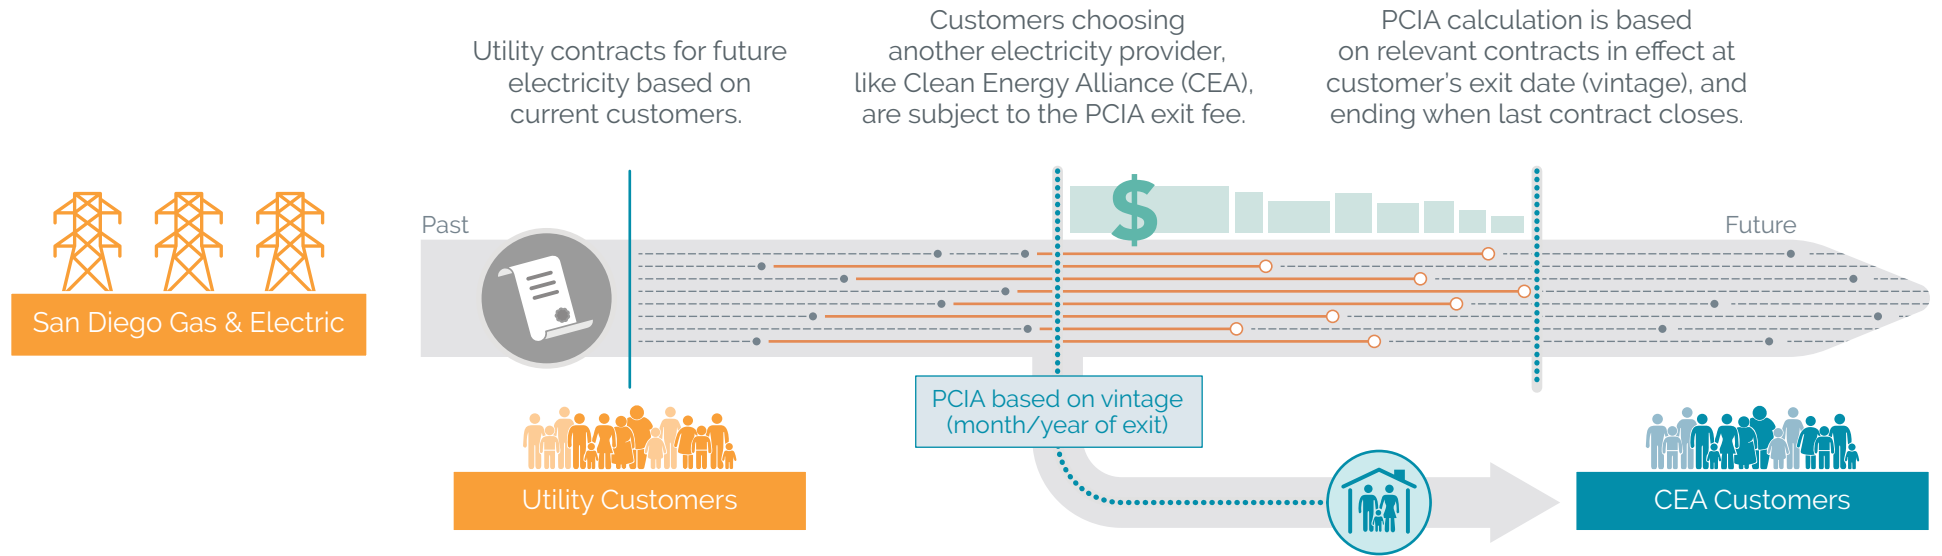 Utility contracts for future
electricity based on
current customers.
Customers choosing
another electricity provider,
like Clean Energy Alliance (CEA),
are subject to the PCIA exit fee.
PCIA calculation is based
on relevant contracts in effect at
customer's exit date (vintage), and
ending when last contract closes.
San Diego Gas & Electric
Past
$
Future
PCIA based on vintage
(month/year of exit)
Utility Customers
CEA Customers